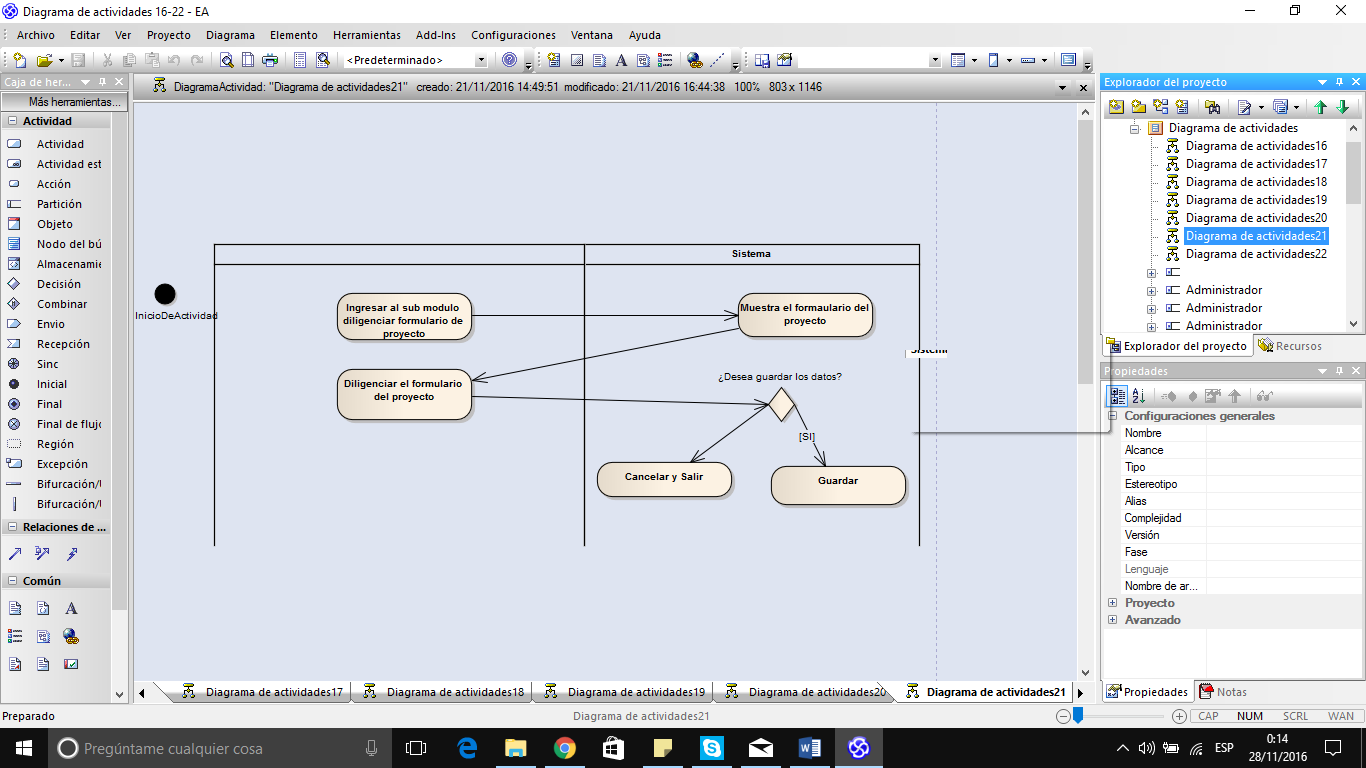 Diagrama de actividades 16-22 - EA
Archivo Editar Ver Proyecto Diagrama Elemento Herramientas Add-Ins Configuraciones Ventana Ayuda
<Predeterminado>
Caja de her...
Más herramientas...
Actividad
Actividad
Actividad est
Acción
Partición
Objeto
Nodo del bú
Almacenamie
Decisión
Combinar
Envio
Recepción
Sinc
Inicial
Final
Final de flujo
Región
Excepción
Bifurcación/U
Bifurcación/U
Relaciones de ...
Común
DiagramaActividad: "Diagrama de actividades21" creado: 21/11/2016 14:49:51 modificado: 21/11/2016 16:44:38 100% 803 x 1146
Sistema
InicioDeActividad
Ingresar al sub modulo
diligenciar formulario de
proyecto
Muestra el formaulario del
proyecto
Diligenciar el formulario
del proyecto
¿Desea guardar los datos?
[SI]
Cancelar y Salir
Guardar
Diagrama de actividades17 Diagrama de actividades18 Diagrama de actividades19 Diagrama de actividades20 Diagrama de actividades21
Explorador del proyecto
Diagrama de actividades
Diagrama de actividades16
Diagrama de actividades17
Diagrama de actividades18
Diagrama de actividades19
Diagrama de actividades20
Diagrama de actividades21
Diagrama de actividades22
Administrador
Administrador
Administrador
Explorador del proyecto Recursos
Propiedades
Configuraciones generales
Nombre
Alcance
Tipo
Estereotipo
Alias
Complejidad
Versión
Fase
Lenguaje
Nombre de ar...
Proyecto
Avanzado
Propiedades Notas
Preparado
Diagrama de actividades21
CAP NUM SCRL WAN
Pregúntame cualquier cosa
ESP
0:14
28/11/2016